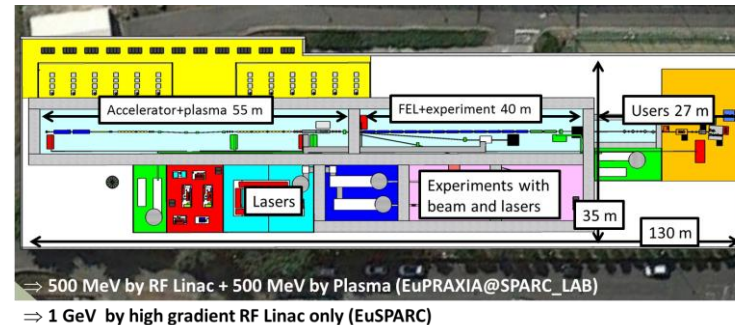 Accelerator+plasma 55 m
FEL+experiment 40 m
Users 27 m
Lasers
Experiments with
beam and lasers
35 m
130 m
⇒ 500 MeV by RF Linac + 500 MeV by Plasma (EuPRAXIA@SPARC_LAB)
⇒ 1 GeV by high gradient RF Linac only (EuSPARC)